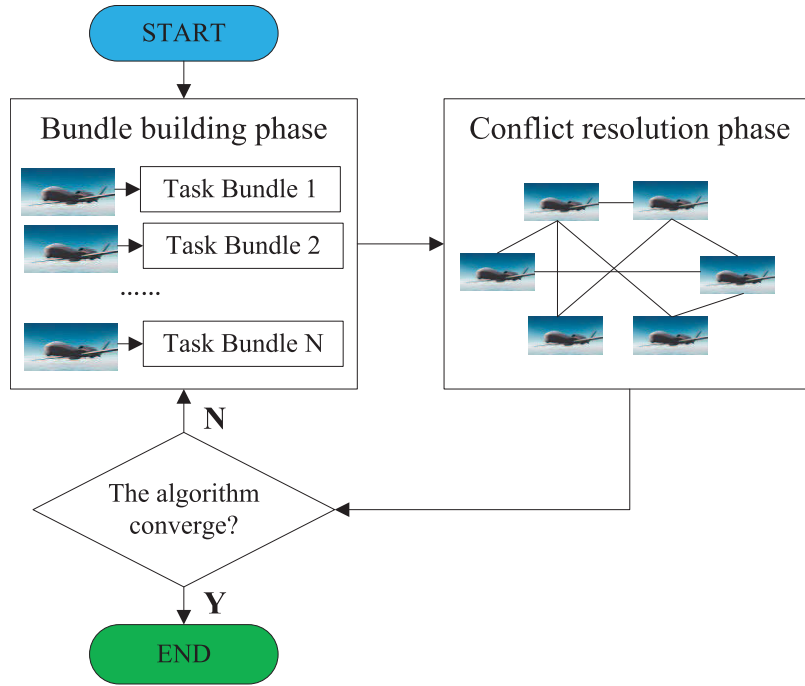 START
Bundle building phase
Task Bundle 1
Task Bundle 2
......
Task Bundle N
Conflict resolution phase
N
The algorithm
converge?
Y
END